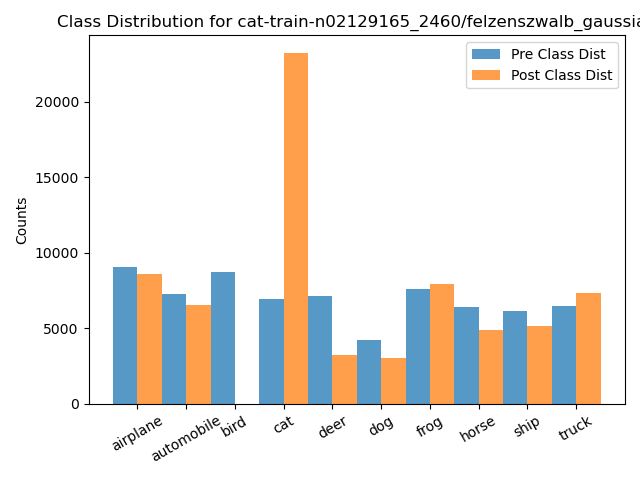 Class Distribution for cat-train-n02129165_2460/felzenszwalb_gaussia
Pre Class Dist
Post Class Dist
Counts
20000
15000
10000
5000
0
airplane
automobile
bird
cat
deer
dog
frog
horse
ship
truck